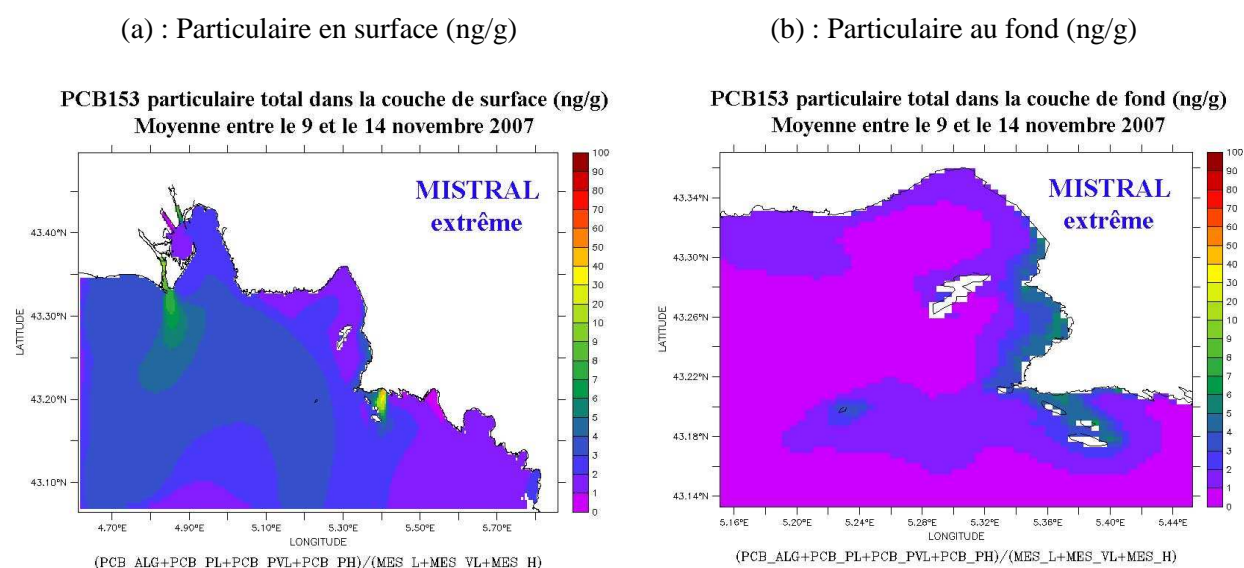 (a) : Particulaire en surface (ng/g)
PCB153 particulaire total dans la couche de surface (ng/g)
Moyenne entre le 9 et le 14 novembre 2007
MISTRAL
extrême
100
90
80
70
60
50
40
30
20
10
9
8
7
6
5
4
3
2
1
0
43.40°N
43.30°N
43.20°N
43.10°N
LATITUDE
4.70°E 4.90°E 5.10°E 5.30°E 5.50°E 5.70°E
LONGITUDE
(PCB_ALG+PCB_PL+PCB_PVL+PCB_PH)/(MES_L+MES_VL+MES_H)
(b) : Particulaire au fond (ng/g)
PCB153 particulaire total dans la couche de fond (ng/g)
Moyenne entre le 9 et le 14 novembre 2007
MISTRAL
extrême
100
90
80
70
60
50
40
30
20
10
9
8
7
6
5
4
3
2
1
0
43.34°N
43.30°N
43.26°N
43.22°N
43.18°N
43.14°N
LATITUDE
5.16°E 5.20°E 5.24°E 5.28°E 5.32°E 5.36°E 5.40°E 5.44°E
LONGITUDE
(PCB_ALG+PCB_PL+PCB_PVL+PCB_PH)/(MES_L+MES_VL+MES_H)